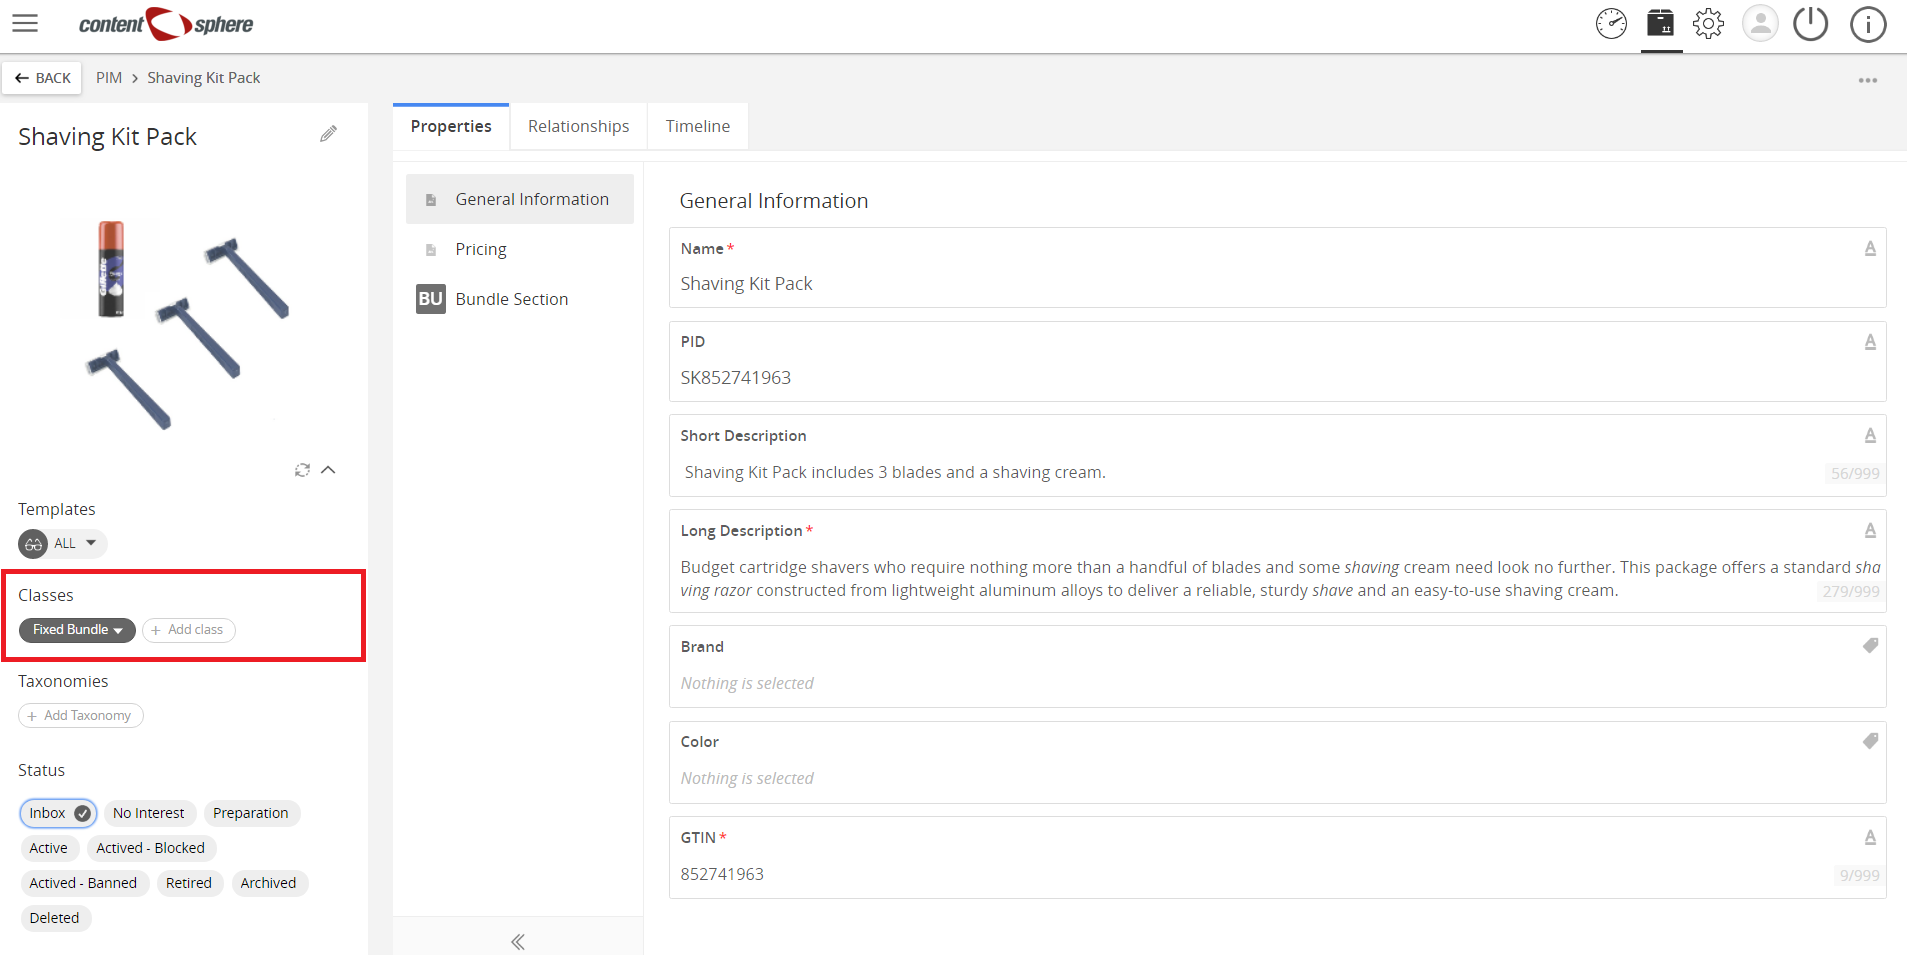 content sphere
BACK PIM > Shaving Kit Pack
Shaving Kit Pack
Gillette
Templates
ALL
Classes
Fixed Bundle + Add class
Taxonomies
+ Add Taxonomy
Status
Inbox No Interest Preparation
Active Actived - Blocked
Actived - Banned Retired Archived
Deleted
Properties Relationships Timeline
General Information
Pricing
BU Bundle Section
General Information
Name *
A
Shaving Kit Pack
PID
A
SK852741963
Short Description
A
Shaving Kit Pack includes 3 blades and a shaving cream.
56/999
Long Description *
A
Budget cartridge shavers who require nothing more than a handful of blades and some shaving cream need look no further. This package offers a standard sha
ving razor constructed from lightweight aluminum alloys to deliver a reliable, sturdy shave and an easy-to-use shaving cream.
279/999
Brand
Nothing is selected
Color
Nothing is selected
GTIN *
A
852741963
9/999